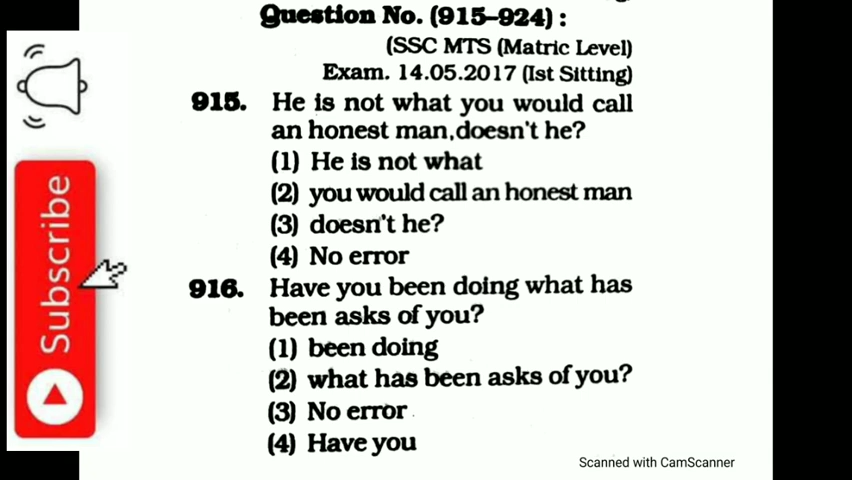 Question No. (915–924) :
(SSC MTS (Matric Level)
Exam. 14.05.2017 (Ist Sitting)
915. He is not what you would call
an honest man,doesn't he?
(1) He is not what
(2) you would call an honest man
(3) doesn't he?
(4) No error
916. Have you been doing what has
been asks of you?
(1) been doing
(2) what has been asks of you?
(3) No error
(4) Have you
Subscribe
Scanned with CamScanner